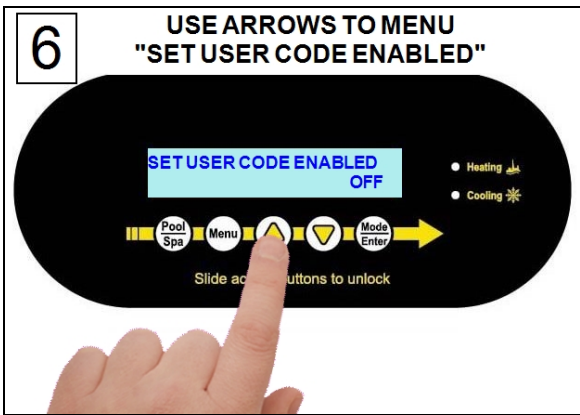 6
USE ARROWS TO MENU
"SET USER CODE ENABLED"
SET USER CODE ENABLED
OFF
Heating
Cooling
Pool
Spa
Menu
Mode
Enter
Slide uttons to unlock